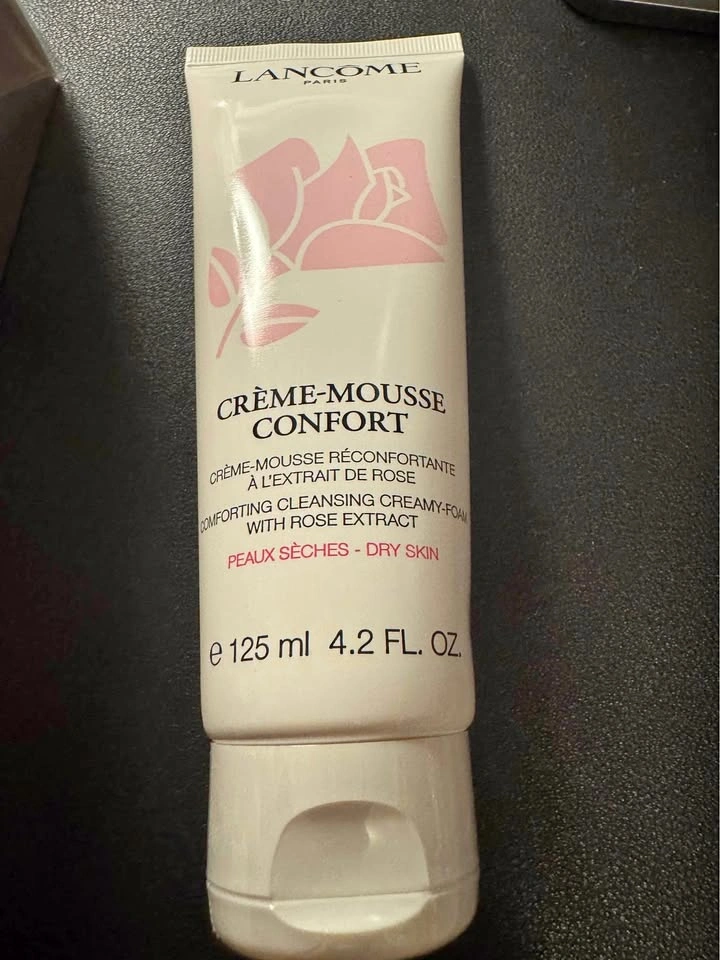 LANCOME
PARIS
CRÈME-MOUSSE
CONFORT
CRÈME-MOUSSE RÉCONFORTANTE
À L'EXTRAIT DE ROSE
COMFORTING CLEANSING CREAMY-FOAM
WITH ROSE EXTRACT
PEAUX SÈCHES - DRY SKIN
e 125 ml 4.2 FL. OZ.